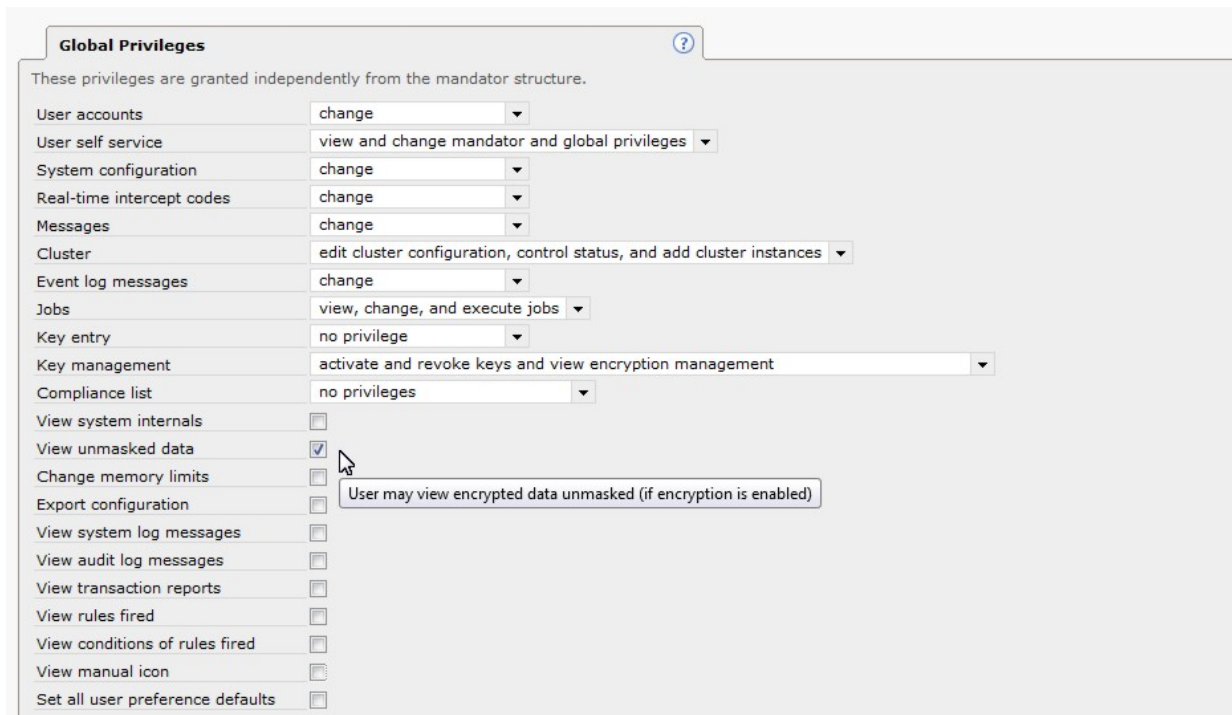 Global Privileges ?
These privileges are granted independently from the mandator structure.
User accounts change
User self service view and change mandator and global privileges
System configuration change
Real-time intercept codes change
Messages change
Cluster edit cluster configuration, control status, and add cluster instances
Event log messages change
Jobs view, change, and execute jobs
Key entry no privilege
Key management activate and revoke keys and view encryption management
Compliance list no privileges
View system internals
View unmasked data
Change memory limits
User may view encrypted data unmasked (if encryption is enabled)
Export configuration
View system log messages
View audit log messages
View transaction reports
View rules fired
View conditions of rules fired
View manual icon
Set all user preference defaults